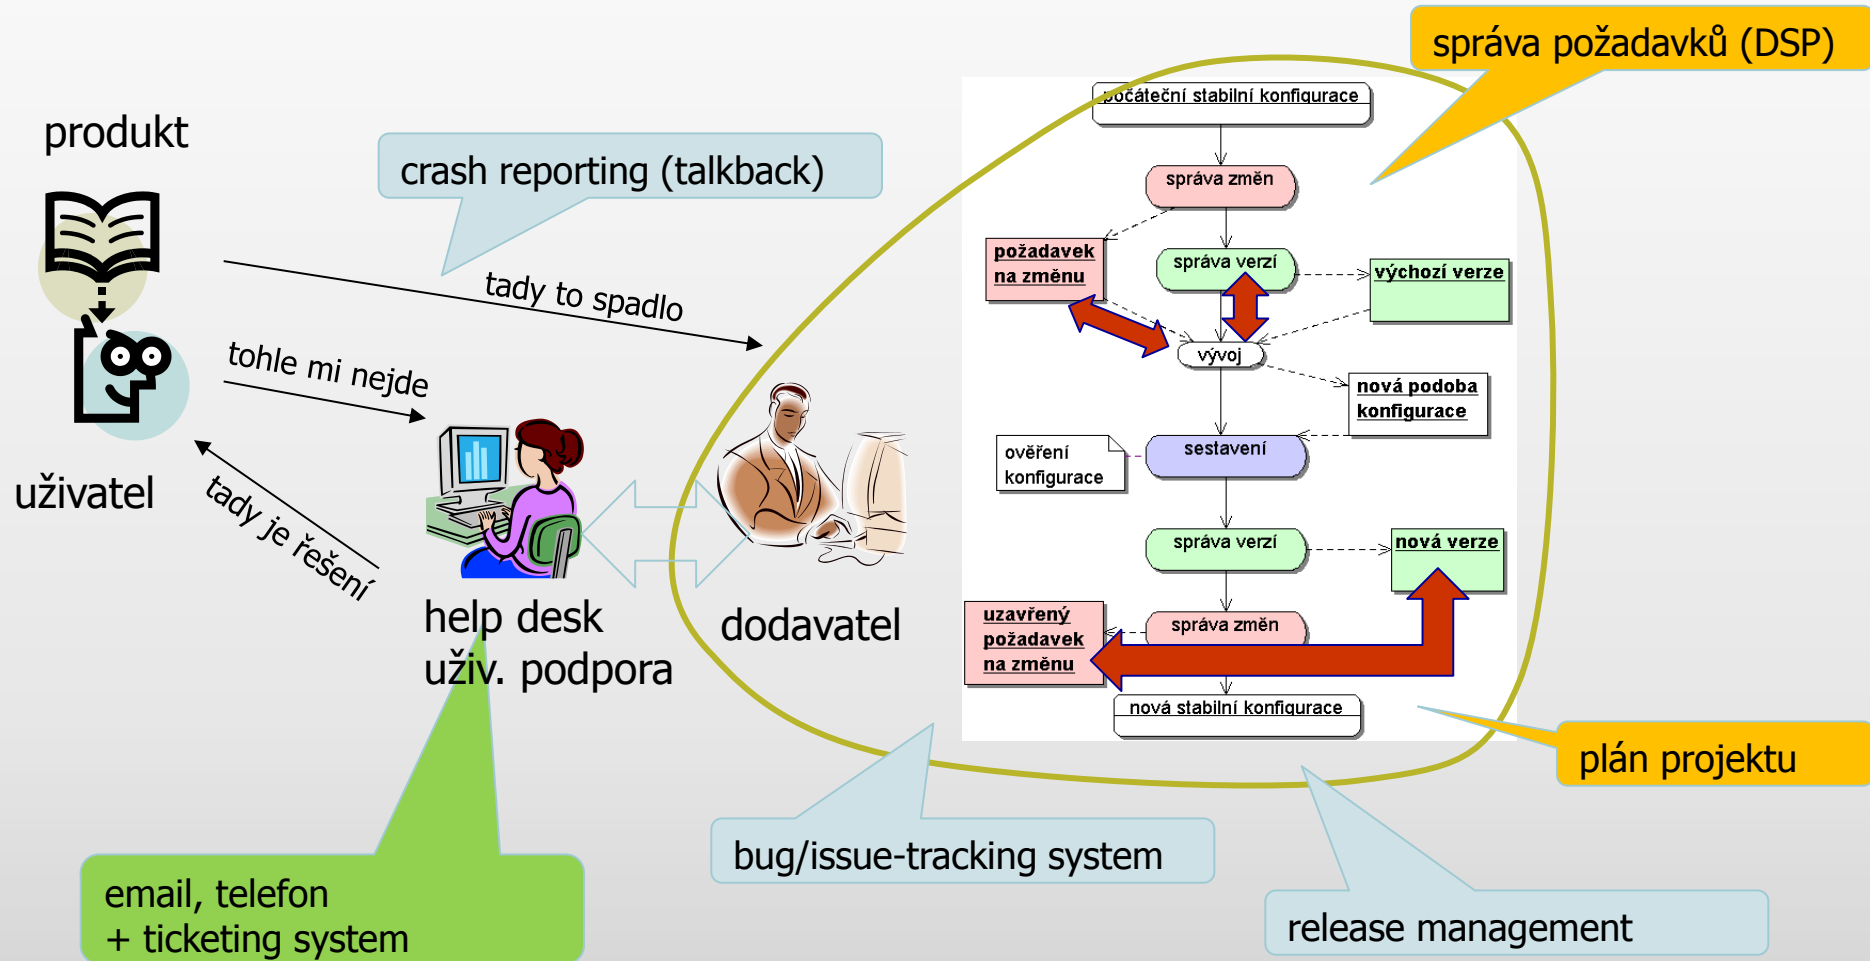 správa požadavků (DSP)
produkt
crash reporting (talkback)
počáteční stabilní konfigurace
správa změn
požadavek
na změnu
správa verzí
výchozí verze
tady to spadlo
tohle mi nejde
vývoj
nová podoba
konfigurace
uživatel
tady je řešení
ověření
konfigurace
sestavení
správa verzí
nová verze
help desk
uživ. podpora
dodavatel
uzavřený
požadavek
na změnu
správa změn
nová stabilní konfigurace
plán projektu
bug/issue-tracking system
email, telefon
+ ticketing system
release management